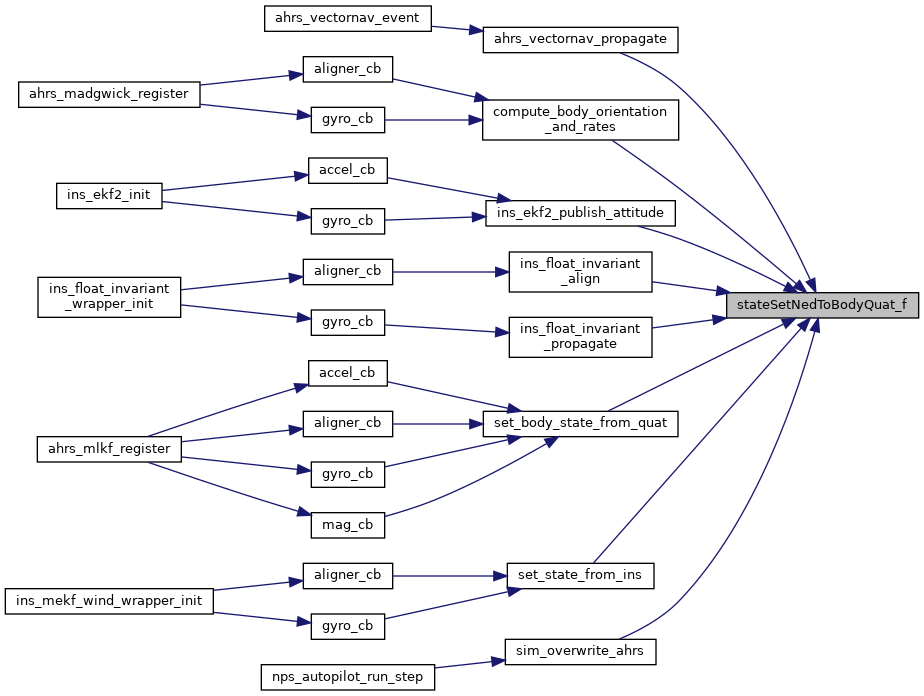 ahrs_vectornav_event
ahrs_vectornav_propagate
aligner_cb
ahrs_madgwick_register
gyro_cb
compute_body_orientation
_and_rates
accel_cb
ins_ekf2_init
gyro_cb
ins_ekf2_publish_attitude
aligner_cb
ins_float_invariant
_align
ins_float_invariant
_wrapper_init
gyro_cb
ins_float_invariant
_propagate
stateSetNedToBodyQuat_f
accel_cb
aligner_cb
set_body_state_from_quat
ahrs_mlkf_register
gyro_cb
mag_cb
aligner_cb
set_state_from_ins
ins_mekf_wind_wrapper_init
gyro_cb
sim_overwrite_ahrs
nps_autopilot_run_step